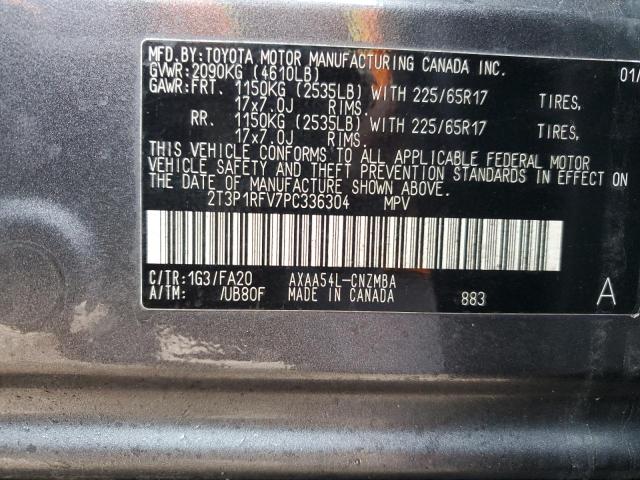 MFD.BY: TOYOTA MOTOR MANUFACTURING CANADA INC. 01/
GVWR: 2090KG (4610LB)
GAWR: FRT. 1150KG (2535LB) WITH 225/65R17 TIRES,
17x7.0J RIMS.
RR. 1150KG (2535LB) WITH 225/65R17 TIRES,
17x7.0J RIMS.
THIS VEHICLE CONFORMS TO ALL APPLICABLE FEDERAL MOTOR
VEHICLE SAFETY AND THEFT PREVENTION STANDARDS IN EFFECT ON
THE DATE OF MANUFACTURE SHOWN ABOVE.
2T3P1RFV7PC336304 MPV
C/TR: 1G3/FA20 AXAA54L-CNZMBA
A/TM: /UB80F MADE IN CANADA 883 A